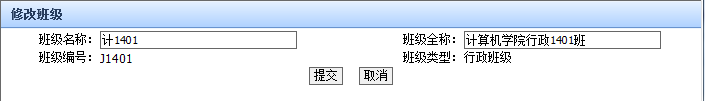 修改班级
班级名称： 计1401 班级全称： 计算机学院行政1401班
班级编号： J1401 班级类型： 行政班级
提交 取消